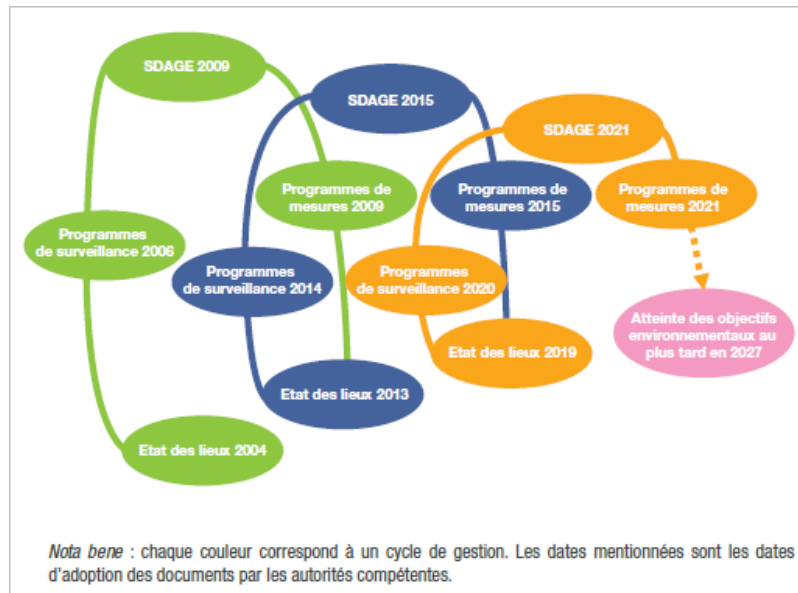 SDAGE 2009
SDAGE 2015
SDAGE 2021
Programmes de
mesures 2009
Programmes de
mesures 2015
Programmes de
mesures 2021
Programmes
de surveillance 2006
Programmes
de surveillance 2014
Programmes
de surveillance 2020
Atteinte des objectifs
environnementaux au
plus tard en 2027
Etat des lieux 2019
Etat des lieux 2013
Etat des lieux 2004
Nota bene : chaque couleur correspond à un cycle de gestion. Les dates mentionnées sont les dates
d'adoption des documents par les autorités compétentes.